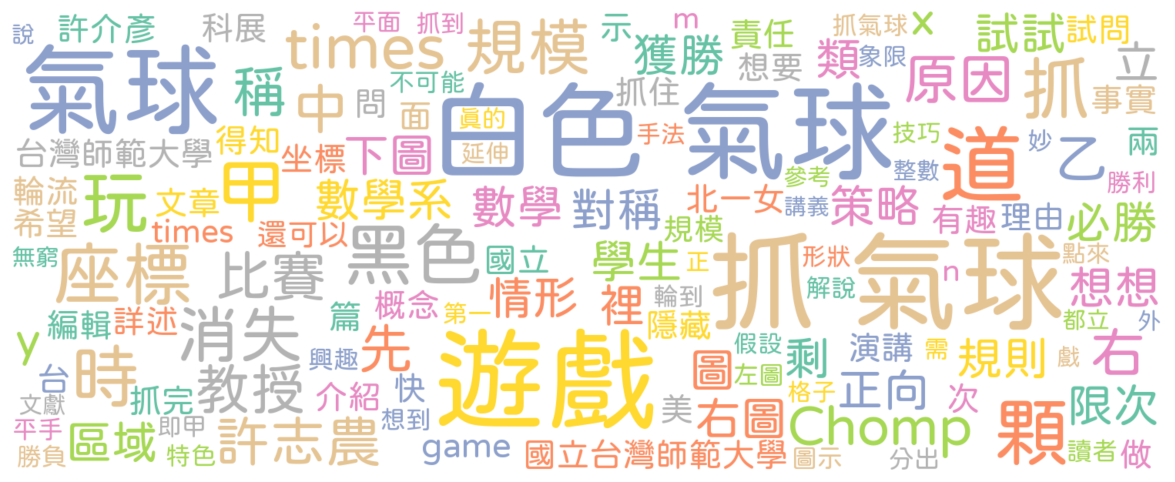 說 許介彥 科展 times 規模 平面 抓到 示 m 獲勝 責任 抓氣球 x 試試 試問
氣球 稱 中 問 不可能 想要 類 象限 原因 抓 立 事實
面 白色 真的 延伸 抓住 氣球 手法 技巧 道 妙 乙 兩
台灣師範大學 得知 坐標 下圖 整數
輪流 玩 文章 甲 數學系 數學 對稱 北一女 參考 講義 策略 有趣 理由 必勝 勝利
希望 times 還可以 黑色 國立 學生 規模 正 抓 氣球 形狀 點來
無窮 座標 比賽 解說 n 想想
編輯 詳述 消失 篇 概念 第一 情形 裡 輪到 隱藏 都立 外
y 時 興趣 先 遊戲 圖 假設 剩 演講 需 規則 戲 右
台 抓完 教授 介紹 快 左圖 格子 正向 次 限次
文獻 想到 美 右圖 Chomp 顆
平手 區域 即甲 許志農 game 讀者 做
勝負 特色 國立台灣師範大學 圖示 分出